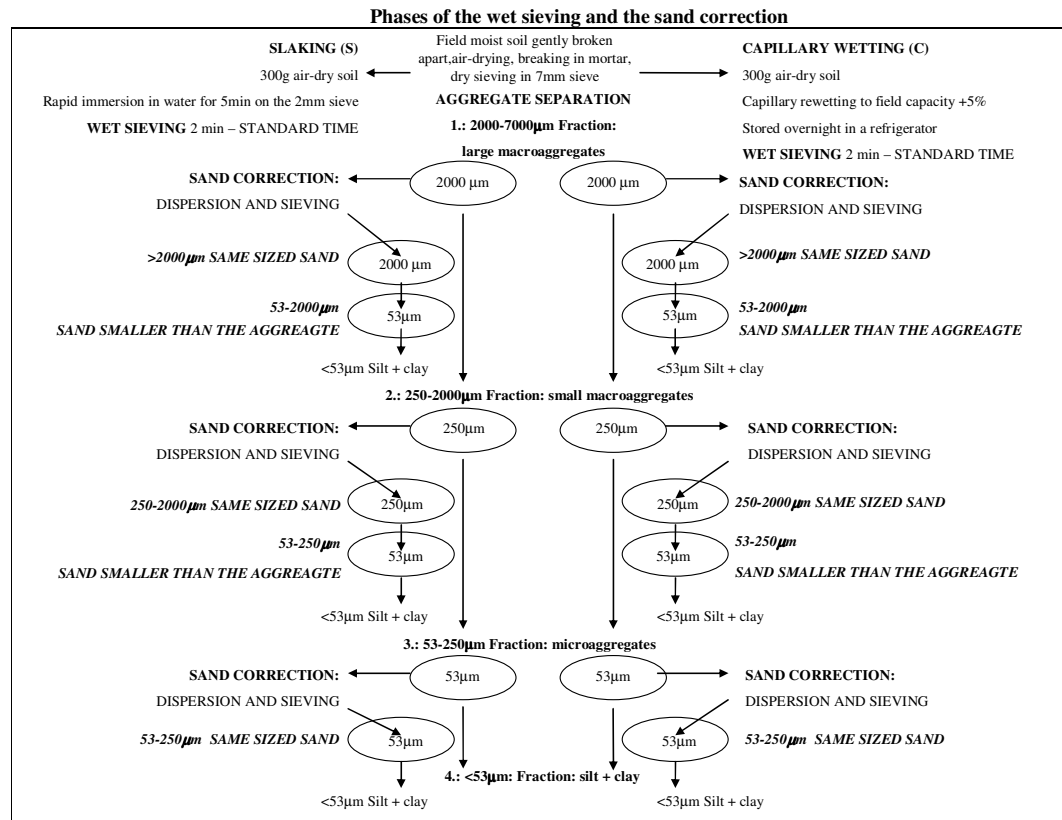 Phases of the wet sieving and the sand correction
SLAKING (S)
300g air-dry soil
Rapid immersion in water for 5min on the 2mm sieve
WET SIEVING 2 min – STANDARD TIME
Field moist soil gently broken
apart,air-drying, breaking in mortar,
dry sieving in 7mm sieve
AGGREGATE SEPARATION
1.: 2000-7000µm Fraction:
large macroaggregates
CAPILLARY WETTING (C)
300g air-dry soil
Capillary rewetting to field capacity +5%
Stored overnight in a refrigerator
WET SIEVING 2 min – STANDARD TIME
SAND CORRECTION:
DISPERSION AND SIEVING
2000 µm
2000 µm
SAND CORRECTION:
DISPERSION AND SIEVING
>2000µm SAME SIZED SAND
2000 µm
2000 µm
>2000µm SAME SIZED SAND
53-2000µm
SAND SMALLER THAN THE AGGREAGTE
53µm
53µm
53-2000µm
SAND SMALLER THAN THE AGGREAGTE
<53µm Silt + clay
<53µm Silt + clay
2.: 250-2000µm Fraction: small macroaggregates
SAND CORRECTION:
DISPERSION AND SIEVING
250µm
250µm
SAND CORRECTION:
DISPERSION AND SIEVING
250-2000µm SAME SIZED SAND
250µm
250µm
250-2000µm SAME SIZED SAND
53-250µm
SAND SMALLER THAN THE AGGREAGTE
53µm
53µm
53-250µm
SAND SMALLER THAN THE AGGREAGTE
<53µm Silt + clay
<53µm Silt + clay
3.: 53-250µm Fraction: microaggregates
SAND CORRECTION:
DISPERSION AND SIEVING
53µm
53µm
SAND CORRECTION:
DISPERSION AND SIEVING
53-250µm SAME SIZED SAND
53µm
53µm
53-250µm SAME SIZED SAND
4.: <53µm: Fraction: silt + clay
<53µm Silt + clay
<53µm Silt + clay